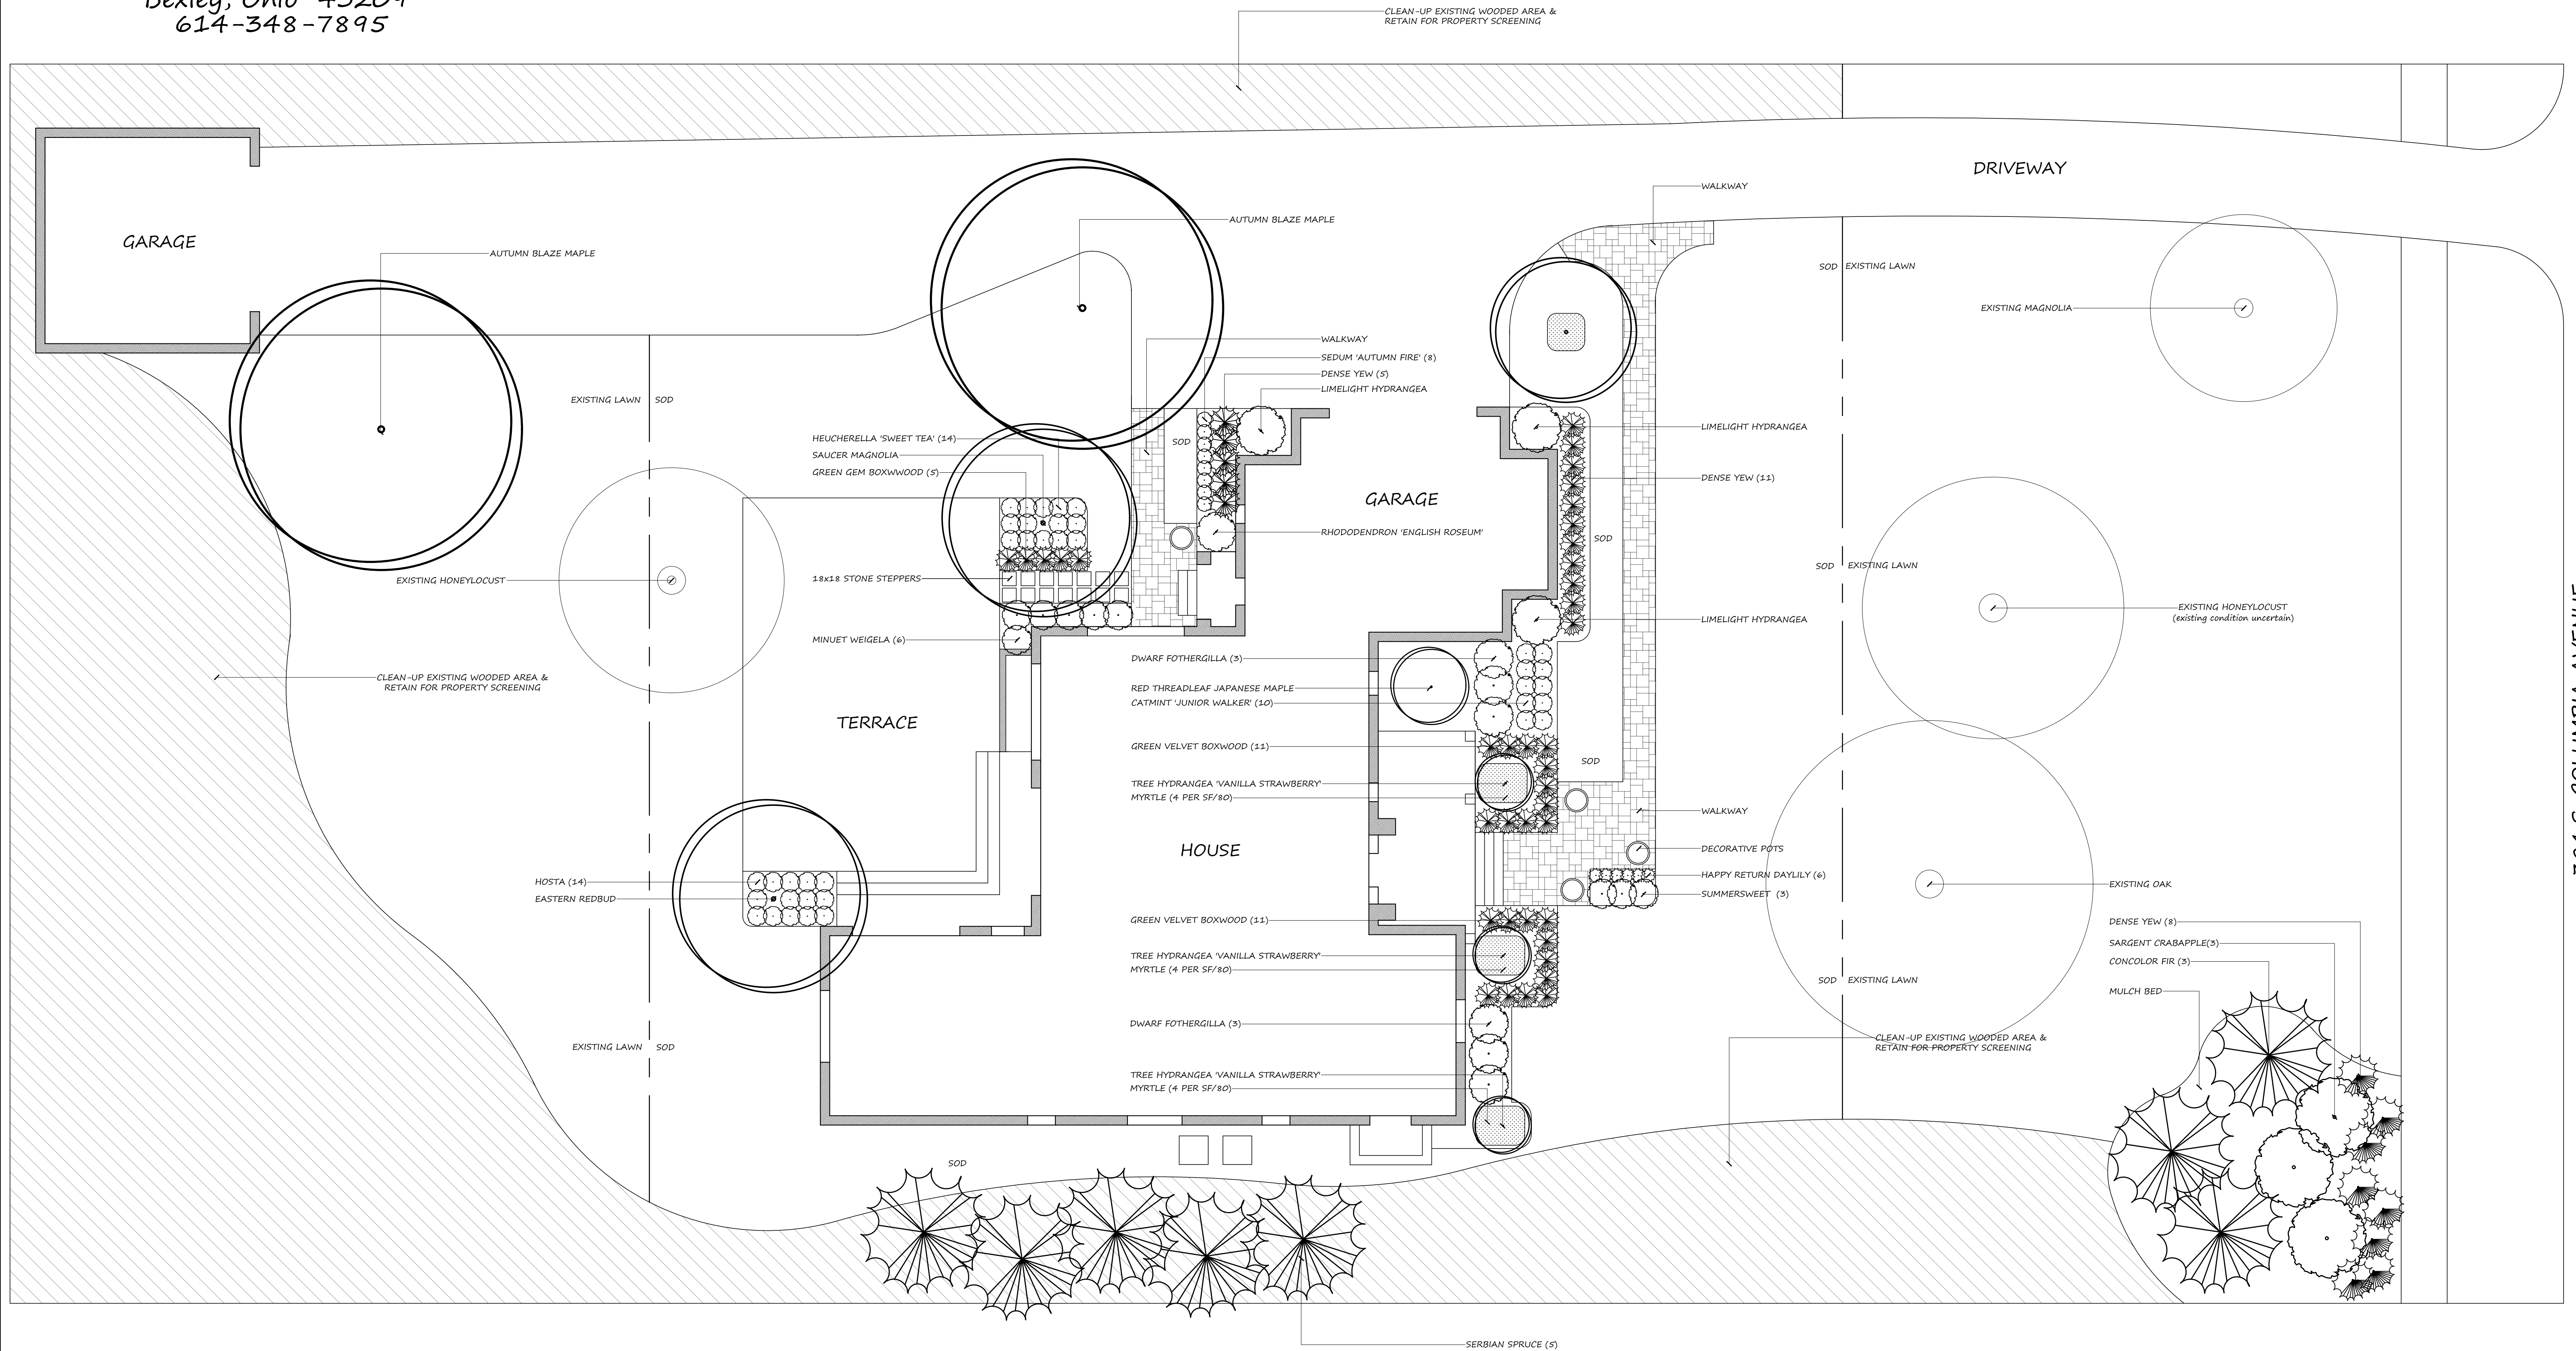 Bexley, Ohio 43209
614-348-7895
CLEAN-UP EXISTING WOODED AREA &
RETAIN FOR PROPERTY SCREENING
DRIVEWAY
WALKWAY
AUTUMN BLAZE MAPLE
GARAGE
AUTUMN BLAZE MAPLE
SOD EXISTING LAWN
EXISTING MAGNOLIA
WALKWAY
SEDUM 'AUTUMN FIRE' (8)
DENSE YEW (5)
LIMELIGHT HYDRANGEA
EXISTING LAWN SOD
HEUCHERELLA 'SWEET TEA' (14)
SAUCER MAGNOLIA
GREEN GEM BOXWWOOD (5)
SOD
LIMELIGHT HYDRANGEA
DENSE YEW (11)
GARAGE
RHODODENDRON 'ENGLISH ROSEUM'
SOD
SOD EXISTING LAWN
EXISTING HONEYLOCUST
18x18 STONE STEPPERS
EXISTING HONEYLOCUST
(existing condition uncertain)
LIMELIGHT HYDRANGEA
MINUET WEIGELA (6)
DWARF FOTHERGILLA (3)
CLEAN-UP EXISTING WOODED AREA &
RETAIN FOR PROPERTY SCREENING
RED THREADLEAF JAPANESE MAPLE
CATMINT 'JUNIOR WALKER' (10)
TERRACE
GREEN VELVET BOXWOOD (11)
SOD
TREE HYDRANGEA 'VANILLA STRAWBERRY'
MYRTLE (4 PER SF/80)
WALKWAY
HOUSE
DECORATIVE POTS
HAPPY RETURN DAYLILY (6)
SUMMERSWEET (3)
HOSTA (14)
EASTERN REDBUD
EXISTING OAK
GREEN VELVET BOXWOOD (11)
DENSE YEW (8)
SARGENT CRABAPPLE(3)
CONCOLOR FIR (3)
MULCH BED
TREE HYDRANGEA 'VANILLA STRAWBERRY'
MYRTLE (4 PER SF/80)
SOD EXISTING LAWN
DWARF FOTHERGILLA (3)
CLEAN-UP EXISTING WOODED AREA &
RETAIN FOR PROPERTY SCREENING
EXISTING LAWN SOD
TREE HYDRANGEA 'VANILLA STRAWBERRY'
MYRTLE (4 PER SF/80)
SOD
SERBIAN SPRUCE (5)